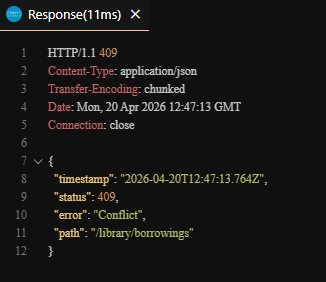 Response(11ms) ×
1 HTTP/1.1 409
2 Content-Type: application/json
3 Transfer-Encoding: chunked
4 Date: Mon, 20 Apr 2026 12:47:13 GMT
5 Connection: close
6
7 {
8 "timestamp": "2026-04-20T12:47:13.764Z",
9 "status": 409,
10 "error": "Conflict",
11 "path": "/library/borrowings"
12 }